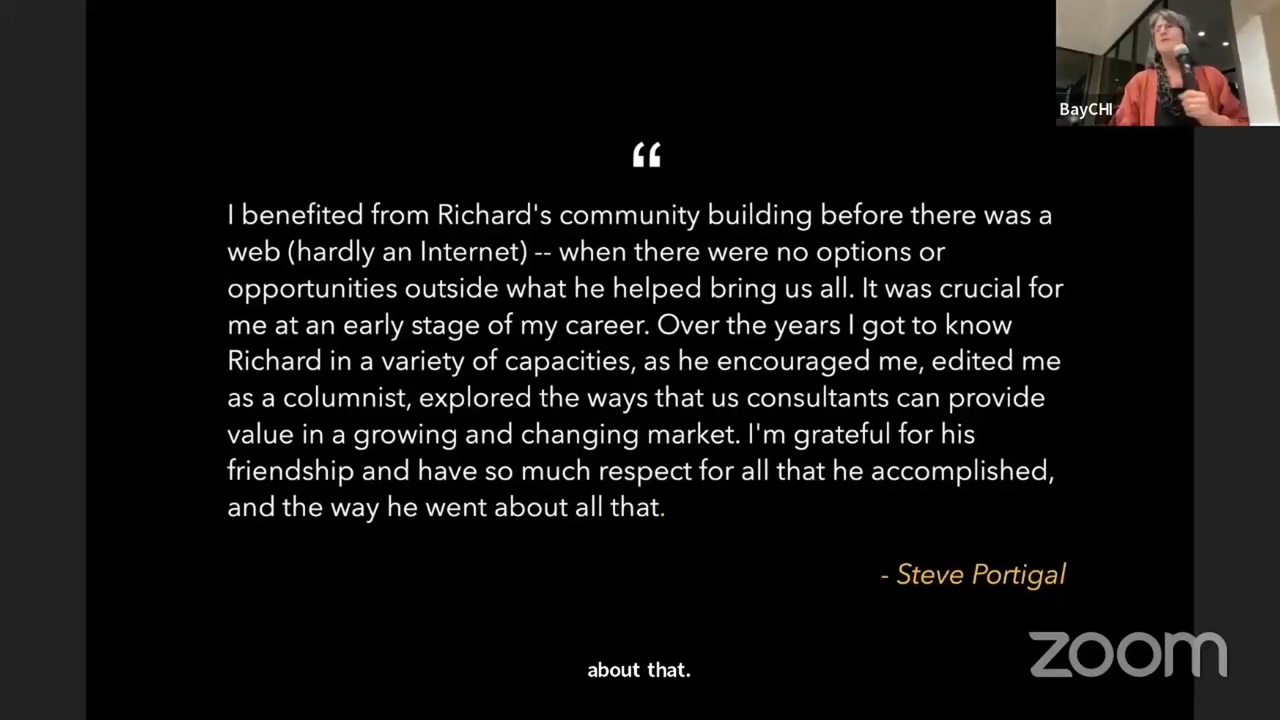 BayCHI
“
I benefited from Richard's community building before there was a
web (hardly an Internet) -- when there were no options or
opportunities outside what he helped bring us all. It was crucial for
me at an early stage of my career. Over the years I got to know
Richard in a variety of capacities, as he encouraged me, edited me
as a columnist, explored the ways that us consultants can provide
value in a growing and changing market. I'm grateful for his
friendship and have so much respect for all that he accomplished,
and the way he went about all that.
- Steve Portigal
zoom
about that.